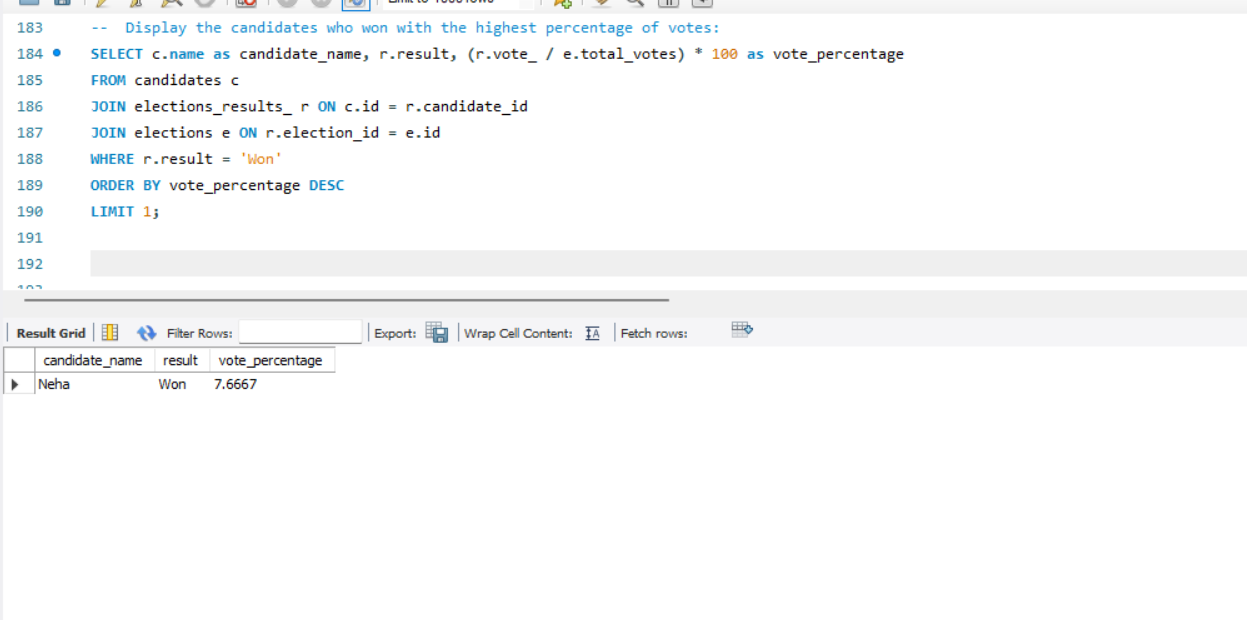 183 -- Display the candidates who won with the highest percentage of votes:
184 SELECT c.name as candidate_name, r.result, (r.vote_ / e.total_votes) * 100 as vote_percentage
185 FROM candidates c
186 JOIN elections_results_ r ON c.id = r.candidate_id
187 JOIN elections e ON r.election_id = e.id
188 WHERE r.result = 'Won'
189 ORDER BY vote_percentage DESC
190 LIMIT 1;
191
192
Result Grid Filter Rows: Export: Wrap Cell Content: Fetch rows:
candidate_name result vote_percentage
Neha Won 7.6667